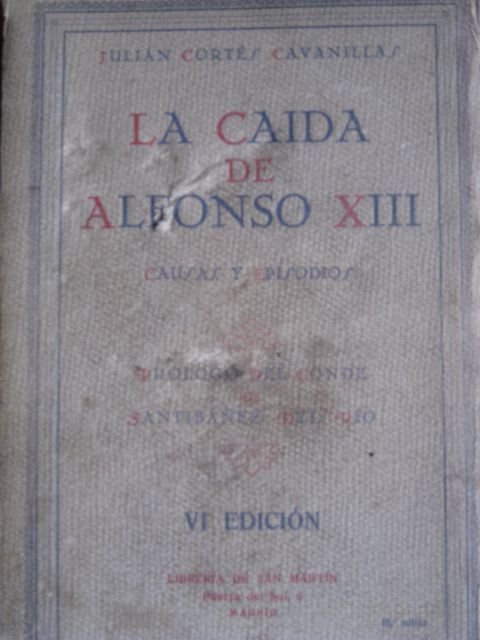 JULIÁN CORTÉS CAVANILLAS
LA CAIDA
DE
ALFONSO XIII
CAUSAS Y EPISODIOS
PRÓLOGO DEL CONDE
DE
SANTIBÁÑEZ DEL RÍO
VI EDICIÓN
LIBRERÍA DE SAN MARTÍN
Puerta del Sol, 6
MADRID
millar